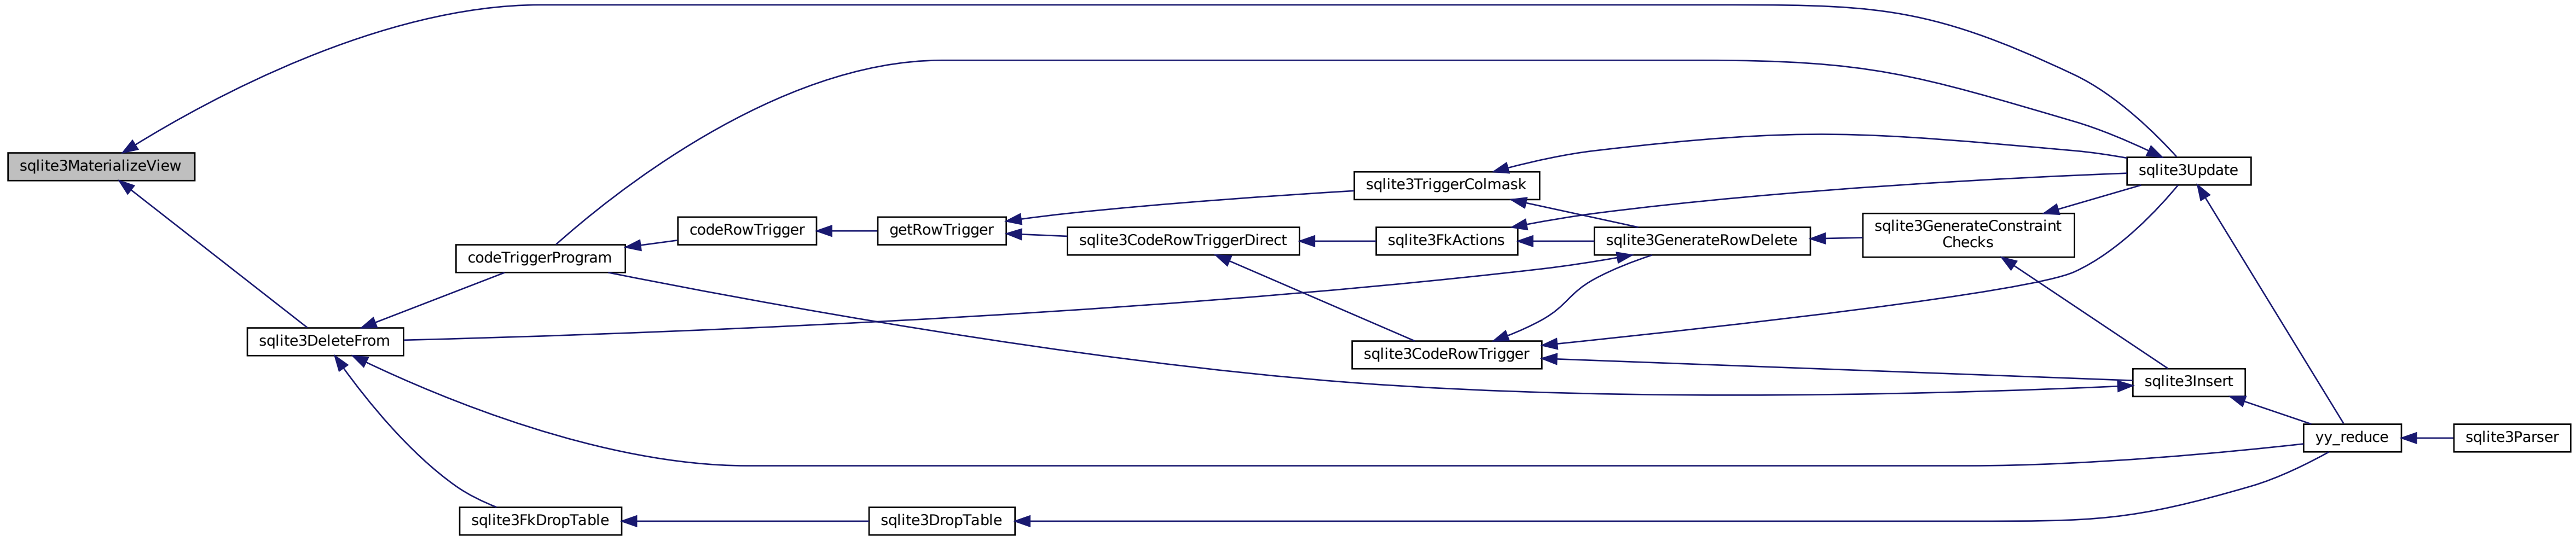 sqlite3MaterializeView
sqlite3DeleteFrom
codeTriggerProgram
sqlite3FkDropTable
codeRowTrigger
getRowTrigger
sqlite3DropTable
sqlite3CodeRowTriggerDirect
sqlite3TriggerColmask
sqlite3FkActions
sqlite3CodeRowTrigger
sqlite3GenerateRowDelete
sqlite3GenerateConstraint
Checks
sqlite3Update
sqlite3Insert
yy_reduce
sqlite3Parser